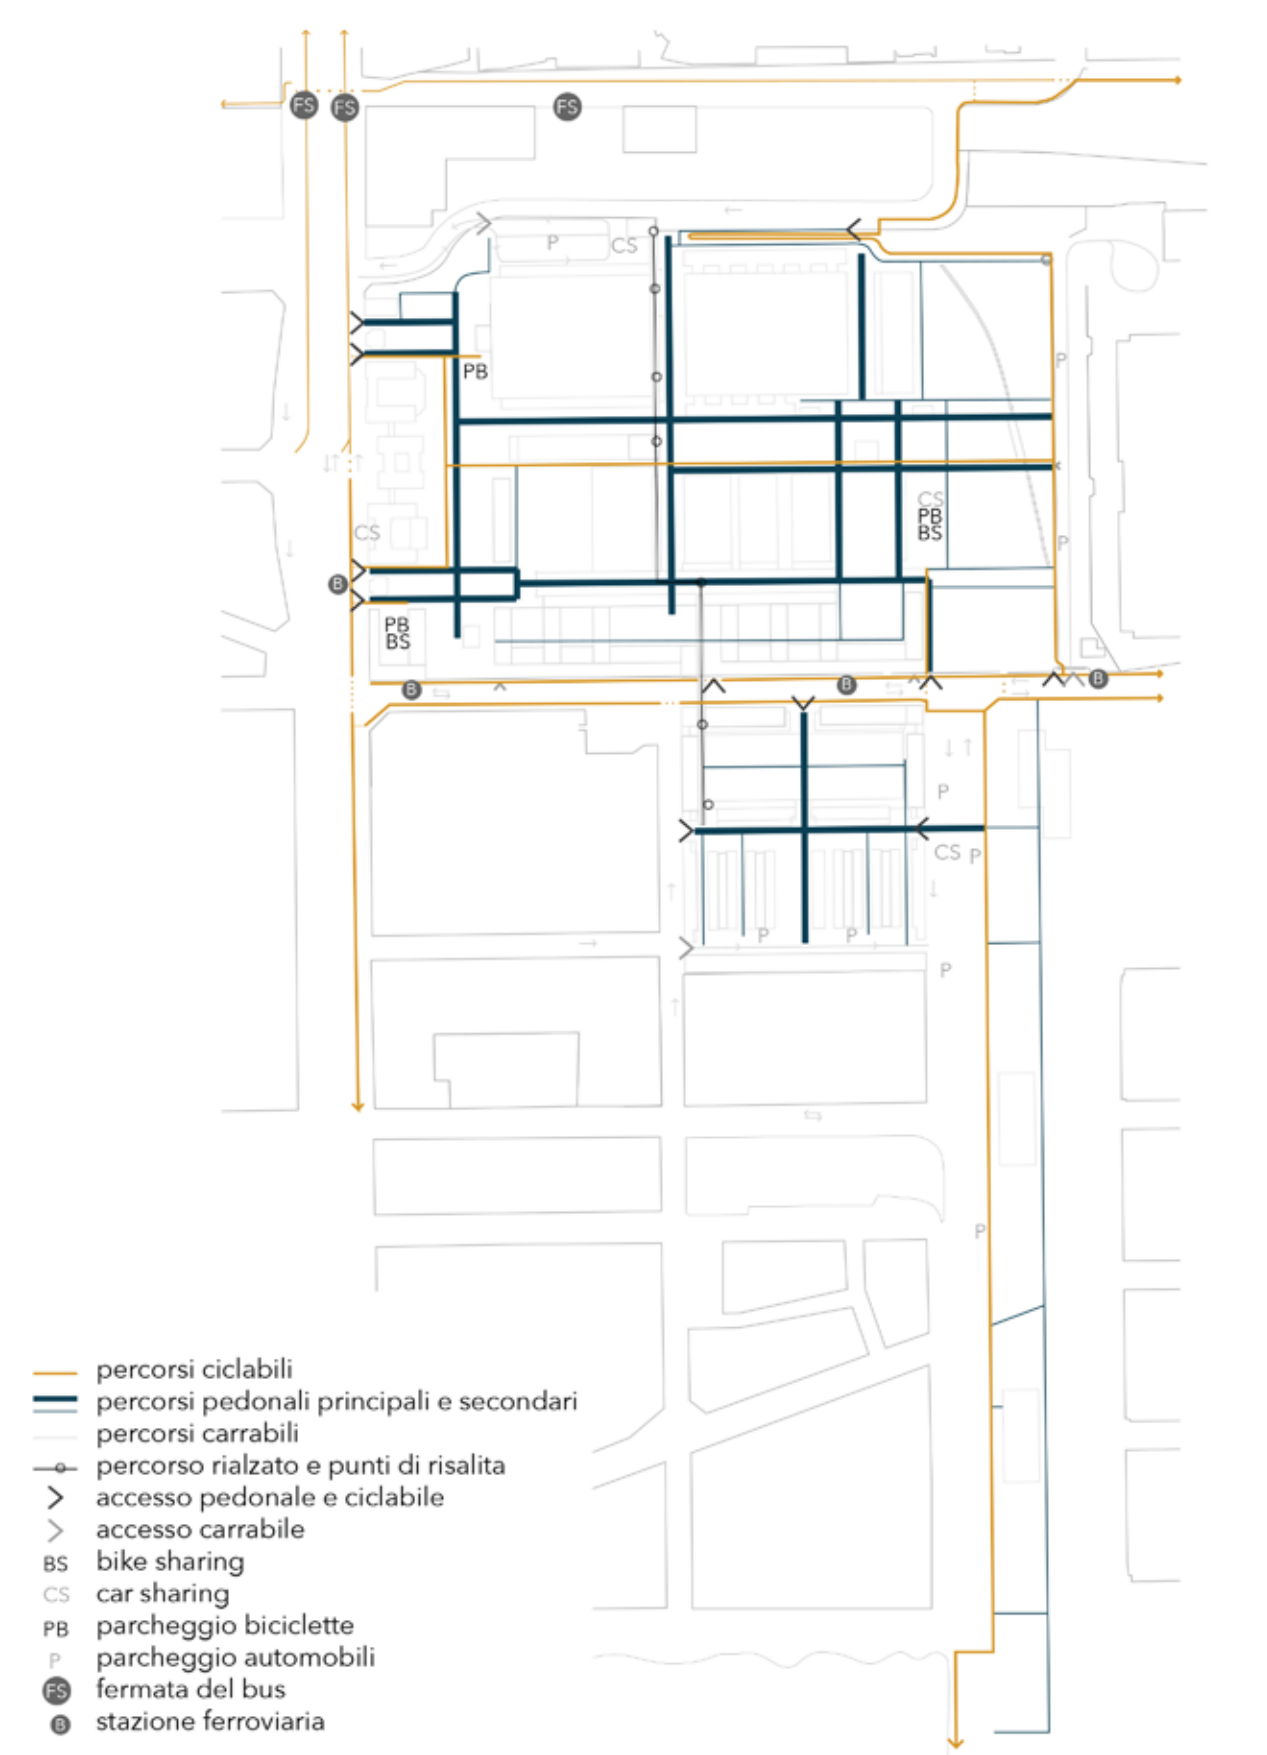 FS FS FS
P CS
P
PB
CS
PB
BS
CS
P
B
PB
BS
B B B
P
CS P
P P
P
P
percorsi ciclabili
percorsi pedonali principali e secondari
percorsi carrabili
percorso rialzato e punti di risalita
accesso pedonale e ciclabile
accesso carrabile
BS bike sharing
CS car sharing
PB parcheggio biciclette
P parcheggio automobili
FS fermata del bus
B stazione ferroviaria